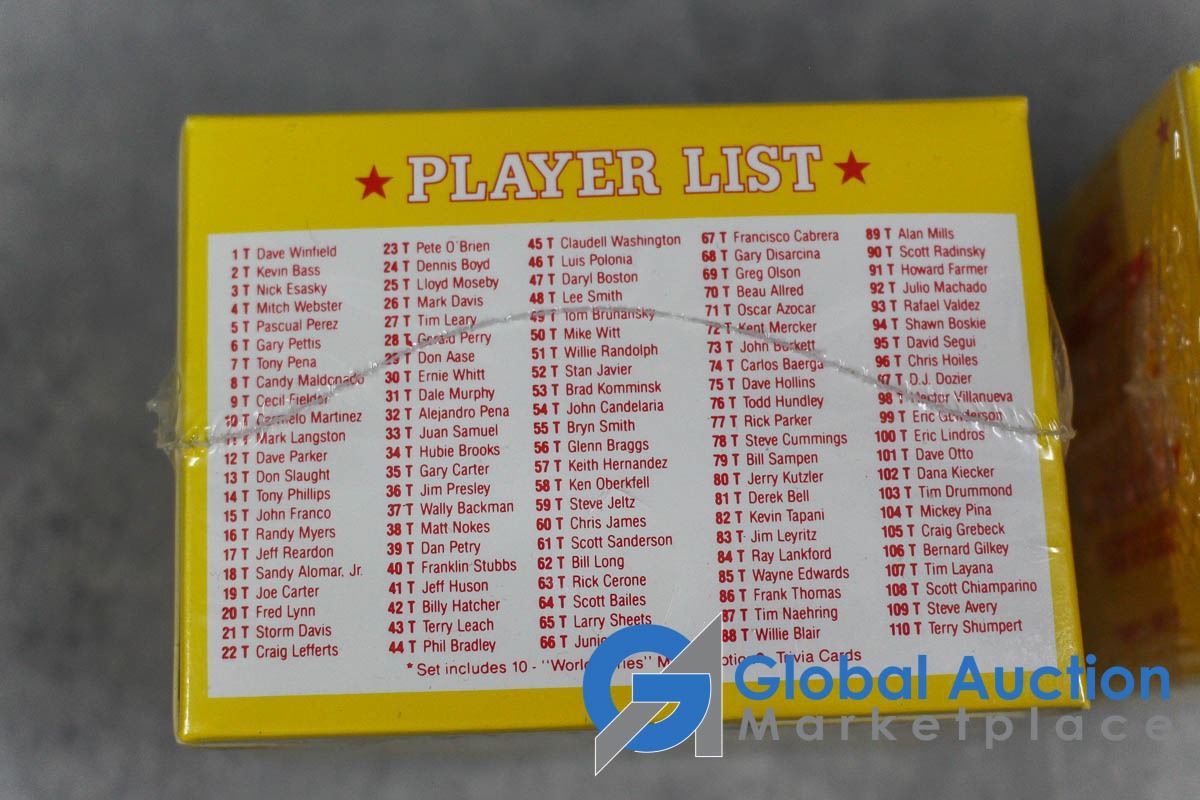 ★ PLAYER LIST ★
1 T Dave Winfield
2 T Kevin Bass
3 T Nick Esasky
4 T Mitch Webster
5 T Pascual Perez
6 T Gary Pettis
7 T Tony Pena
8 T Candy Maldonado
9 T Cecil Fielder
10 T Carmelo Martinez
11 T Mark Langston
12 T Dave Parker
13 T Don Slaught
14 T Tony Phillips
15 T John Franco
16 T Randy Myers
17 T Jeff Reardon
18 T Sandy Alomar, Jr.
19 T Joe Carter
20 T Fred Lynn
21 T Storm Davis
22 T Craig Lefferts
23 T Pete O'Brien
24 T Dennis Boyd
25 T Lloyd Moseby
26 T Mark Davis
27 T Tim Leary
28 T Gerald Perry
29 T Don Aase
30 T Ernie Whitt
31 T Dale Murphy
32 T Alejandro Pena
33 T Juan Samuel
34 T Hubie Brooks
35 T Gary Carter
36 T Jim Presley
37 T Wally Backman
38 T Matt Nokes
39 T Dan Petry
40 T Franklin Stubbs
41 T Jeff Huson
42 T Billy Hatcher
43 T Terry Leach
44 T Phil Bradley
45 T Claudell Washington
46 T Luis Polonia
47 T Daryl Boston
48 T Lee Smith
49 T Tom Brunansky
50 T Mike Witt
51 T Willie Randolph
52 T Stan Javier
53 T Brad Komminsk
54 T John Candelaria
55 T Bryn Smith
56 T Glenn Braggs
57 T Keith Hernandez
58 T Ken Oberkfell
59 T Steve Jeltz
60 T Chris James
61 T Scott Sanderson
62 T Bill Long
63 T Rick Cerone
64 T Scott Bailes
65 T Larry Sheets
66 T
67 T Francisco Cabrera
68 T Gary Disarcina
69 T Greg Olson
70 T Beau Allred
71 T Oscar Azocar
72 T Kent Mercker
73 T John Burkett
74 T Carlos Baerga
75 T Dave Hollins
76 T Todd Hundley
77 T Rick Parker
78 T Steve Cummings
79 T Bill Sampen
80 T Jerry Kutzler
81 T Derek Bell
82 T Kevin Tapani
83 T Jim Leyritz
84 T Ray Lankford
85 T Wayne Edwards
86 T Frank Thomas
87 T Tim Naehring
88 T Willie Blair
89 T Alan Mills
90 T Scott Radinsky
91 T Howard Farmer
92 T Julio Machado
93 T Rafael Valdez
94 T Shawn Boskie
95 T David Segui
96 T Chris Hoiles
97 T D.J. Dozier
98 T Hector Villanueva
99 T Eric Gunderson
100 T Eric Lindros
101 T Dave Otto
102 T Dana Kiecker
103 T Tim Drummond
104 T Mickey Pina
105 T Craig Grebeck
106 T Bernard Gilkey
107 T Tim Layana
108 T Scott Chiamparino
109 T Steve Avery
110 T Terry Shumpert
*Set includes 10 - "World Trivia Cards
Global Auction
Marketplace